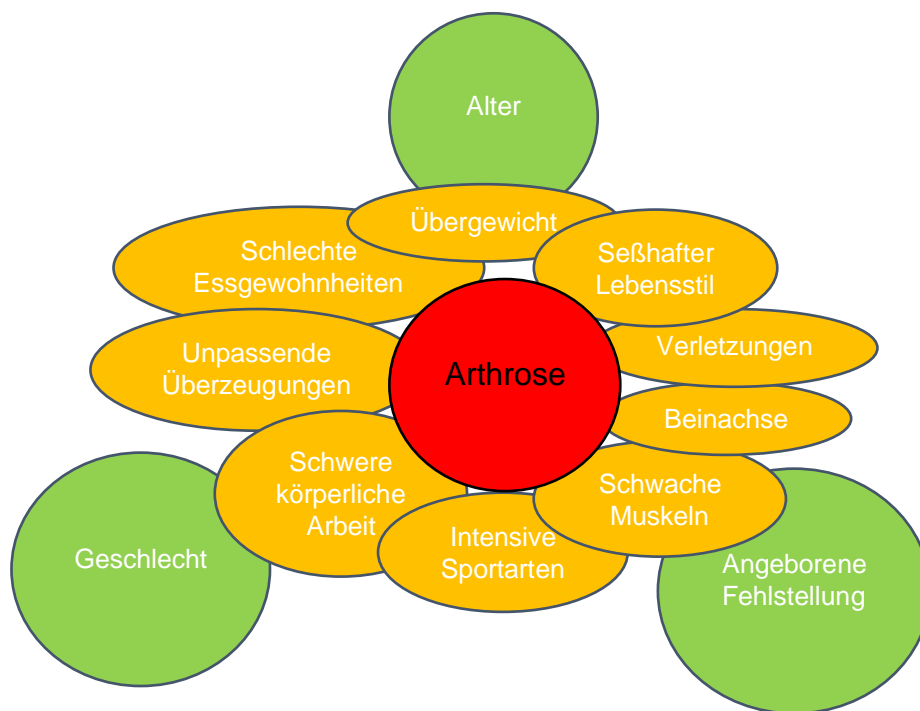 Alter
Übergewicht
Schlechte
Essgewohnheiten
Seßhafter
Lebensstil
Unpassende
Überzeugungen
Arthrose
Verletzungen
Beinachse
Schwere
körperliche
Arbeit
Intensive
Sportarten
Schwache
Muskeln
Geschlecht
Angeborene
Fehlstellung